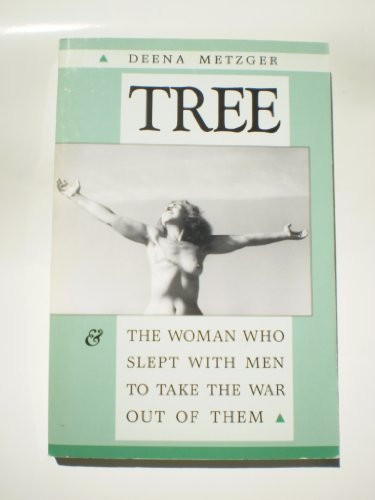 DEENA METZGER
TREE
& THE WOMAN WHO
SLEPT WITH MEN
TO TAKE THE WAR
OUT OF THEM